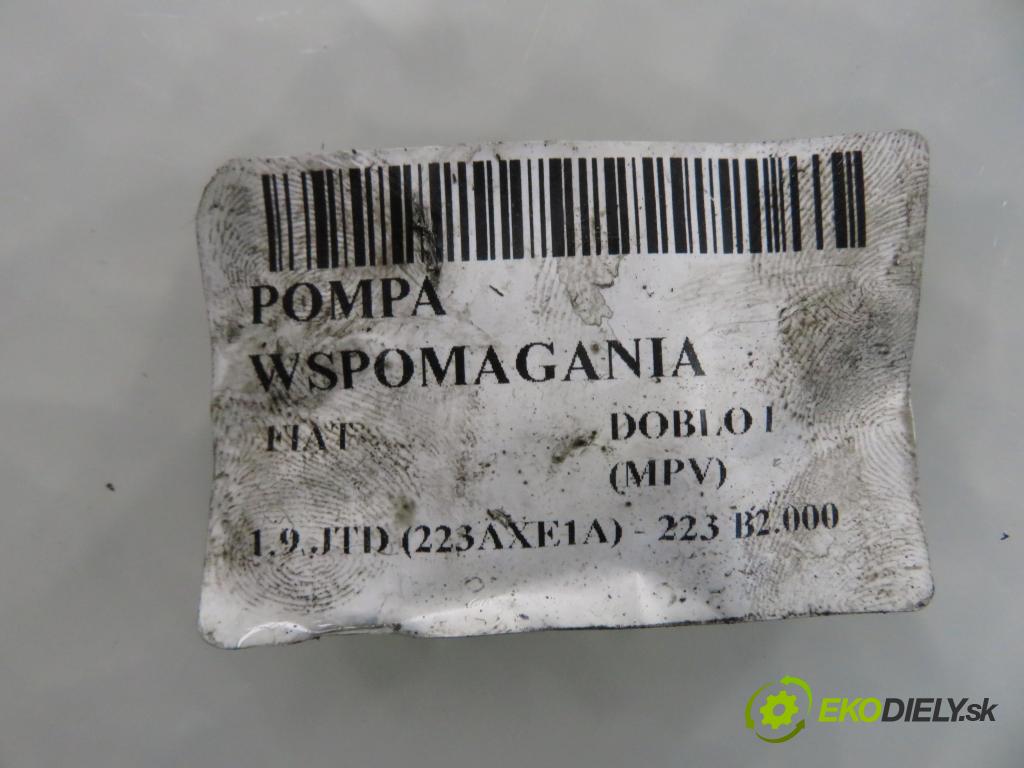 POMPA
WSPOMAGANIA
FIAT DOBLO I
(MPV)
1.9 JTD (223AXE1A) - 223 B2.000
EKODIELY.sk